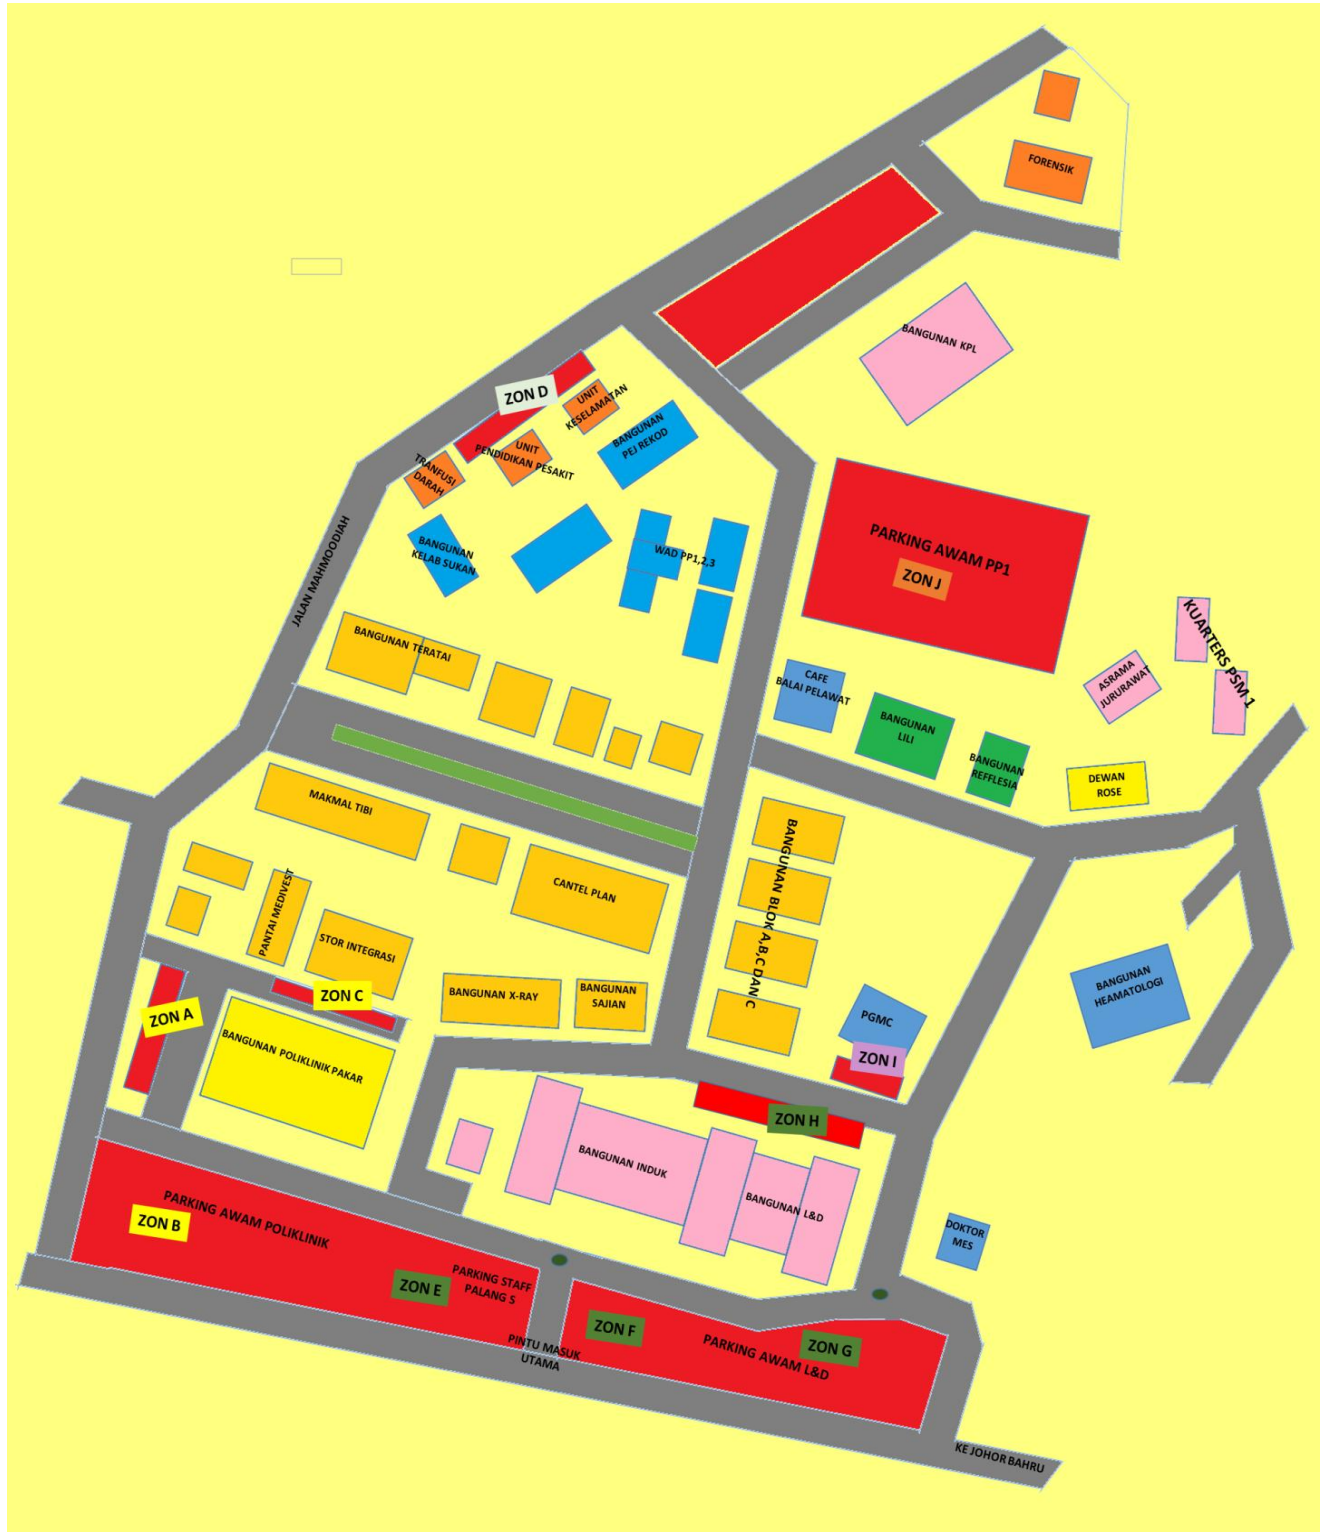 FORENSIK
BANGUNAN KPL
ZON D
UNIT
KESELAMATAN
BANGUNAN
PEJ REKOD
UNIT
PENDIDIKAN PESAKIT
TRANFUSI
DARAH
JALAN MAHMOODIAH
BANGUNAN
KELAB SUKAN
WAD PP1,2,3
PARKING AWAM PP1
ZON J
KUARTERS PSM 1
BANGUNAN TERATAI
CAFE
BALAI PELAWAT
ASRAMA
JURURAWAT
BANGUNAN
LILI
BANGUNAN
REFFLESIA
DEWAN
ROSE
MAKMAL TIBI
BANGUNAN BLOK A,B,C DAN C
CANTEL PLAN
PANTAI MEDIVEST
STOR INTEGRASI
BANGUNAN X-RAY
BANGUNAN
SAJIAN
BANGUNAN
HEAMATOLOGI
ZON C
ZON A
PGMC
ZON I
BANGUNAN POLIKLINIK PAKAR
ZON H
BANGUNAN INDUK
BANGUNAN L&D
PARKING AWAM POLIKLINIK
ZON B
DOKTOR
MES
ZON E
PARKING STAFF
PALANG S
ZON F
PARKING AWAM L&D
ZON G
PINTU MASUK
UTAMA
KE JOHOR BAHRU